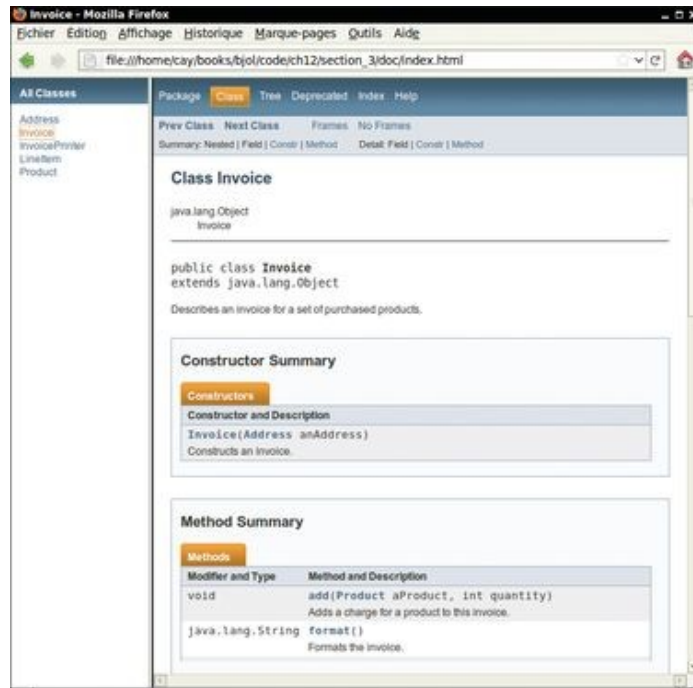 Invoice - Mozilla Firefox
Fichier Edition Affichage Historique Marque-pages Outils Aide
file:///home/cay/books/bjol/code/ch12/section_3/doc/index.html
All Classes
Address
Invoice
InvoicePrinter
LineItem
Product
Package Class Tree Deprecated Index Help
Prev Class Next Class Frames No Frames
Summary: Nested | Field | Constr | Method Detail: Field | Constr | Method
Class Invoice
java.lang.Object
Invoice
public class Invoice
extends java.lang.Object
Describes an invoice for a set of purchased products.
Constructor Summary
Constructors
Constructor and Description
Invoice(Address anAddress)
Constructs an invoice.
Method Summary
Methods
Modifier and Type Method and Description
void add(Product aProduct, int quantity)
Adds a charge for a product to this invoice.
java.lang.String format()
Formats the invoice.